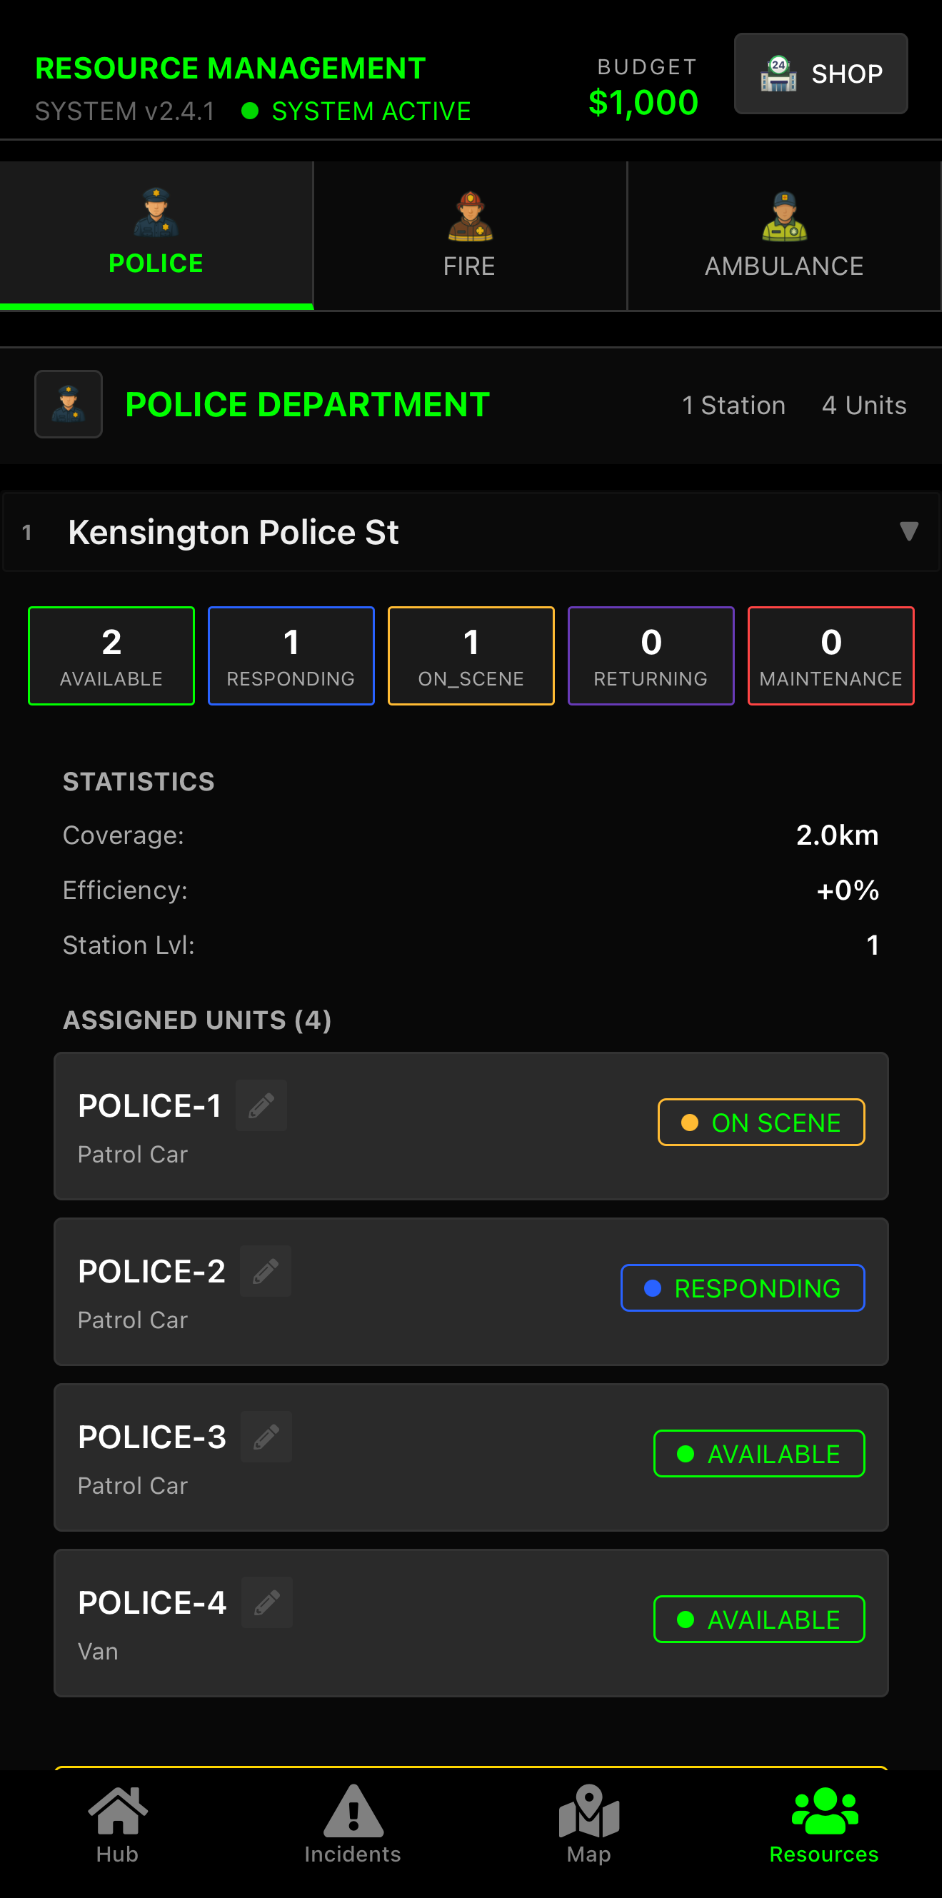 RESOURCE MANAGEMENT
SYSTEM v2.4.1 SYSTEM ACTIVE
BUDGET
$1,000
24
SHOP
POLICE
FIRE
AMBULANCE
POLICE DEPARTMENT
1 Station 4 Units
1 Kensington Police St
2
AVAILABLE
1
RESPONDING
1
ON_SCENE
0
RETURNING
0
MAINTENANCE
STATISTICS
Coverage: 2.0km
Efficiency: +0%
Station Lvl: 1
ASSIGNED UNITS (4)
POLICE-1
Patrol Car
ON SCENE
POLICE-2
Patrol Car
RESPONDING
POLICE-3
Patrol Car
AVAILABLE
POLICE-4
Van
AVAILABLE
Hub
Incidents
Map
Resources